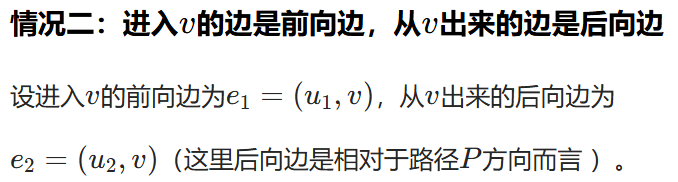 情况二：进入v的边是前向边，从v出来的边是后向边
设进入v的前向边为e₁ = (u₁, v)，从v出来的后向边为
e₂ = (u₂, v)（这里后向边是相对于路径P方向而言 ）。